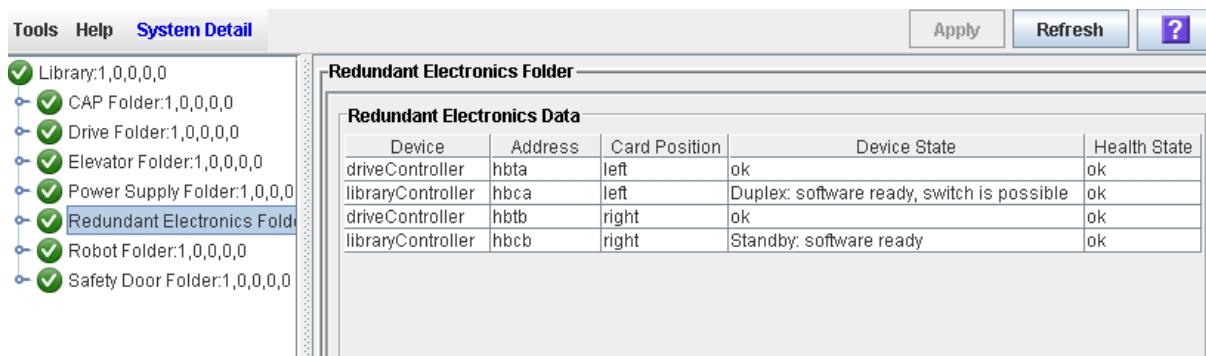 Tools Help System Detail Apply Refresh ?
Library:1,0,0,0,0
CAP Folder:1,0,0,0,0
Drive Folder:1,0,0,0,0
Elevator Folder:1,0,0,0,0
Power Supply Folder:1,0,0,0
Redundant Electronics Fold
Robot Folder:1,0,0,0,0
Safety Door Folder:1,0,0,0,0
Redundant Electronics Folder
Redundant Electronics Data
Device Address Card Position Device State Health State
driveController hbta left ok ok
libraryController hbca left Duplex: software ready, switch is possible ok
driveController hbtb right ok ok
libraryController hbcb right Standby: software ready ok